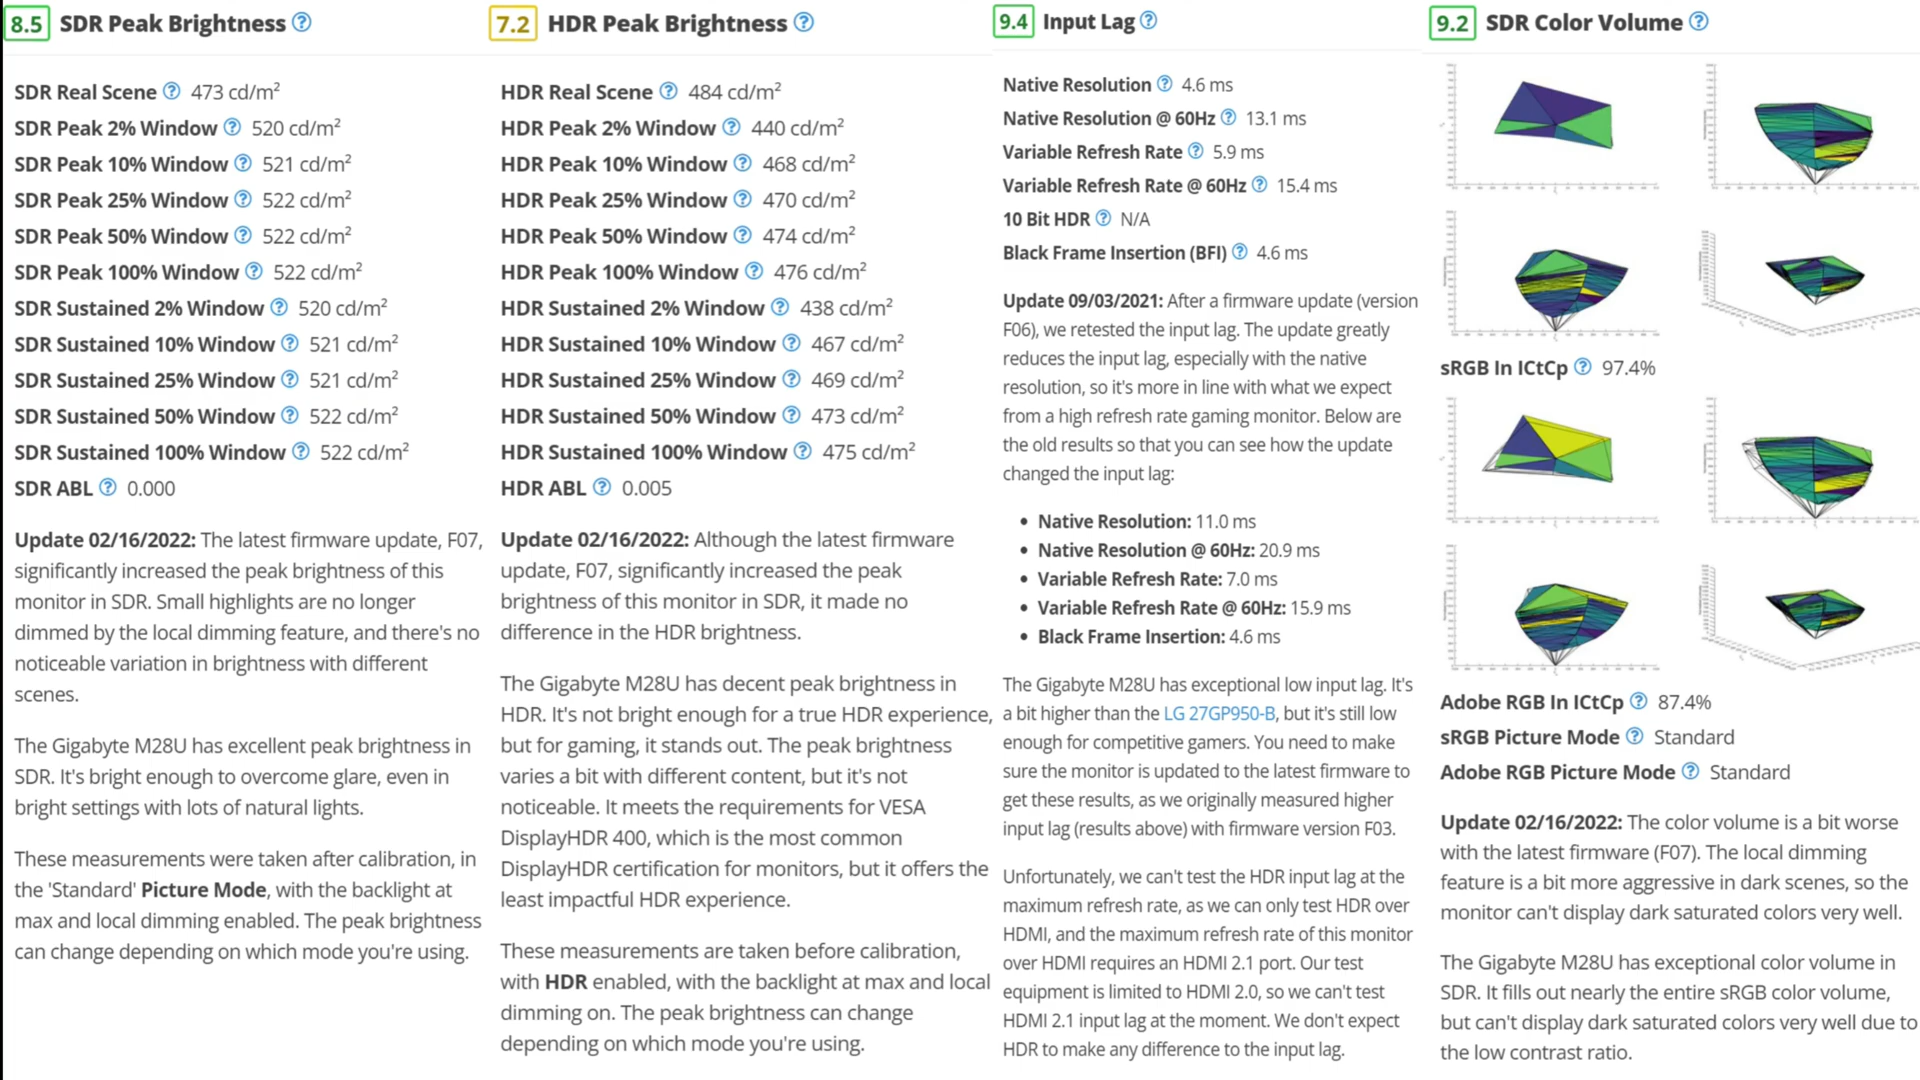 8.5 SDR Peak Brightness ?
SDR Real Scene ? 473 cd/m²
SDR Peak 2% Window ? 520 cd/m²
SDR Peak 10% Window ? 521 cd/m²
SDR Peak 25% Window ? 522 cd/m²
SDR Peak 50% Window ? 522 cd/m²
SDR Peak 100% Window ? 522 cd/m²
SDR Sustained 2% Window ? 520 cd/m²
SDR Sustained 10% Window ? 521 cd/m²
SDR Sustained 25% Window ? 521 cd/m²
SDR Sustained 50% Window ? 522 cd/m²
SDR Sustained 100% Window ? 522 cd/m²
SDR ABL ? 0.000
Update 02/16/2022: The latest firmware update, F07,
significantly increased the peak brightness of this
monitor in SDR. Small highlights are no longer
dimmed by the local dimming feature, and there's no
noticeable variation in brightness with different
scenes.
The Gigabyte M28U has excellent peak brightness in
SDR. It's bright enough to overcome glare, even in
bright settings with lots of natural lights.
These measurements were taken after calibration, in
the 'Standard' Picture Mode, with the backlight at
max and local dimming enabled. The peak brightness
can change depending on which mode you're using.
7.2 HDR Peak Brightness ?
HDR Real Scene ? 484 cd/m²
HDR Peak 2% Window ? 440 cd/m²
HDR Peak 10% Window ? 468 cd/m²
HDR Peak 25% Window ? 470 cd/m²
HDR Peak 50% Window ? 474 cd/m²
HDR Peak 100% Window ? 476 cd/m²
HDR Sustained 2% Window ? 438 cd/m²
HDR Sustained 10% Window ? 467 cd/m²
HDR Sustained 25% Window ? 469 cd/m²
HDR Sustained 50% Window ? 473 cd/m²
HDR Sustained 100% Window ? 475 cd/m²
HDR ABL ? 0.005
Update 02/16/2022: Although the latest firmware
update, F07, significantly increased the peak
brightness of this monitor in SDR, it made no
difference in the HDR brightness.
The Gigabyte M28U has decent peak brightness in
HDR. It's not bright enough for a true HDR experience,
but for gaming, it stands out. The peak brightness
varies a bit with different content, but it's not
noticeable. It meets the requirements for VESA
DisplayHDR 400, which is the most common
DisplayHDR certification for monitors, but it offers the
least impactful HDR experience.
These measurements are taken before calibration,
with HDR enabled, with the backlight at max and local
dimming on. The peak brightness can change
depending on which mode you're using.
9.4 Input Lag ?
Native Resolution ? 4.6 ms
Native Resolution @ 60Hz ? 13.1 ms
Variable Refresh Rate ? 5.9 ms
Variable Refresh Rate @ 60Hz ? 15.4 ms
10 Bit HDR ? N/A
Black Frame Insertion (BFI) ? 4.6 ms
Update 09/03/2021: After a firmware update (version
F06), we retested the input lag. The update greatly
reduces the input lag, especially with the native
resolution, so it's more in line with what we expect
from a high refresh rate gaming monitor. Below are
the old results so that you can see how the update
changed the input lag:
• Native Resolution: 11.0 ms
• Native Resolution @ 60Hz: 20.9 ms
• Variable Refresh Rate: 7.0 ms
• Variable Refresh Rate @ 60Hz: 15.9 ms
• Black Frame Insertion: 4.6 ms
The Gigabyte M28U has exceptional low input lag. It's
a bit higher than the LG 27GP950-B, but it's still low
enough for competitive gamers. You need to make
sure the monitor is updated to the latest firmware to
get these results, as we originally measured higher
input lag (results above) with firmware version F03.
Unfortunately, we can't test the HDR input lag at the
maximum refresh rate, as we can only test HDR over
HDMI, and the maximum refresh rate of this monitor
over HDMI requires an HDMI 2.1 port. Our test
equipment is limited to HDMI 2.0, so we can't test
HDMI 2.1 input lag at the moment. We don't expect
HDR to make any difference to the input lag.
9.2 SDR Color Volume ?
sRGB In ICtCp ? 97.4%
Adobe RGB In ICtCp ? 87.4%
sRGB Picture Mode ? Standard
Adobe RGB Picture Mode ? Standard
Update 02/16/2022: The color volume is a bit worse
with the latest firmware (F07). The local dimming
feature is a bit more aggressive in dark scenes, so the
monitor can't display dark saturated colors very well.
The Gigabyte M28U has exceptional color volume in
SDR. It fills out nearly the entire sRGB color volume,
but can't display dark saturated colors very well due to
the low contrast ratio.